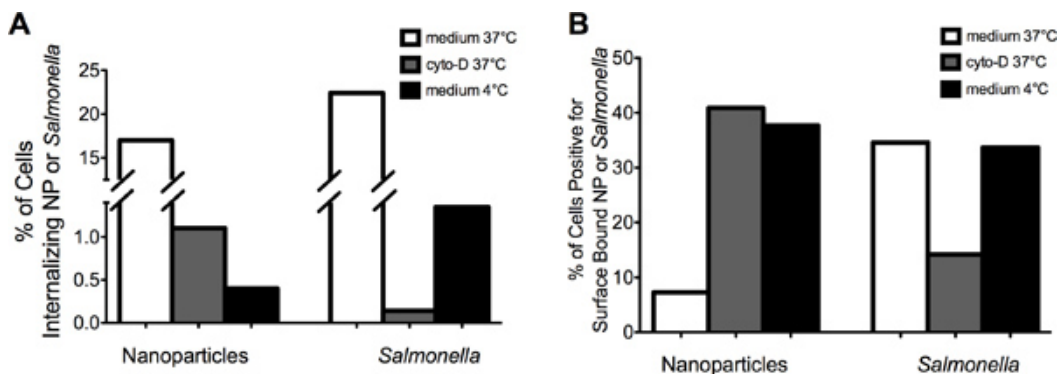 A
% of Cells
Internalizing NP or Salmonella
25
20
15
1.0
0.5
0.0
medium 37°C
cyto-D 37°C
medium 4°C
Nanoparticles
Salmonella
B
% of Cells Positive for
Surface Bound NP or Salmonella
50
40
30
20
10
0
medium 37°C
cyto-D 37°C
medium 4°C
Nanoparticles
Salmonella